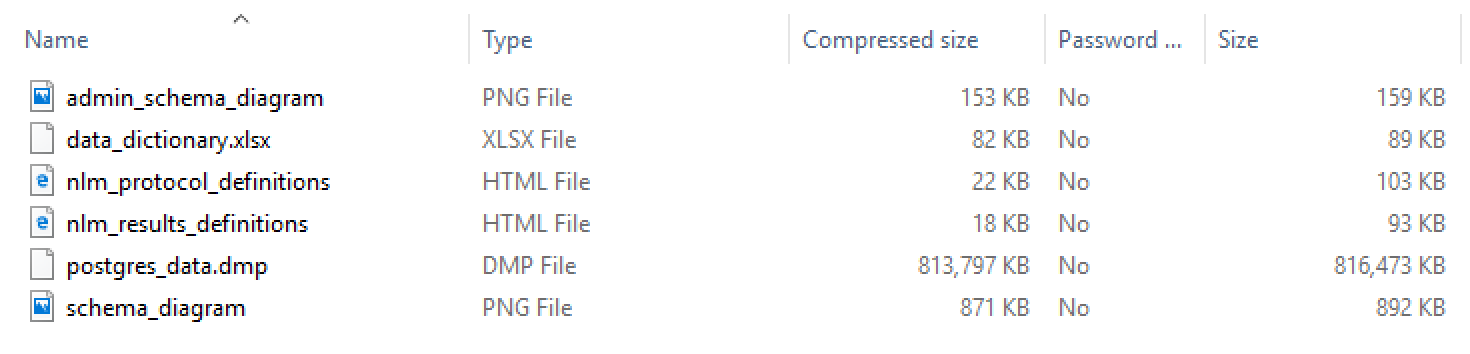 Name Type Compressed size Password ... Size
admin_schema_diagram PNG File 153 KB No 159 KB
data_dictionary.xlsx XLSX File 82 KB No 89 KB
nlm_protocol_definitions HTML File 22 KB No 103 KB
nlm_results_definitions HTML File 18 KB No 93 KB
postgres_data.dmp DMP File 813,797 KB No 816,473 KB
schema_diagram PNG File 871 KB No 892 KB